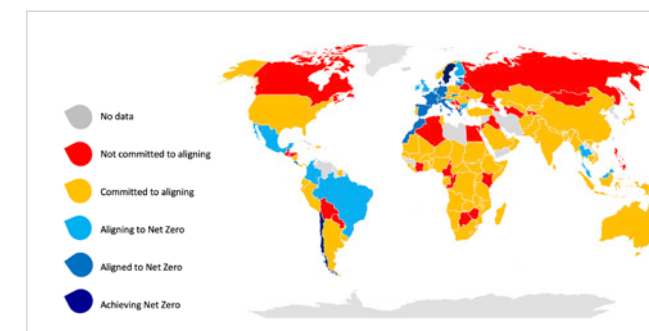 No data
Not committed to aligning
Committed to aligning
Aligning to Net Zero
Aligned to Net Zero
Achieving Net Zero